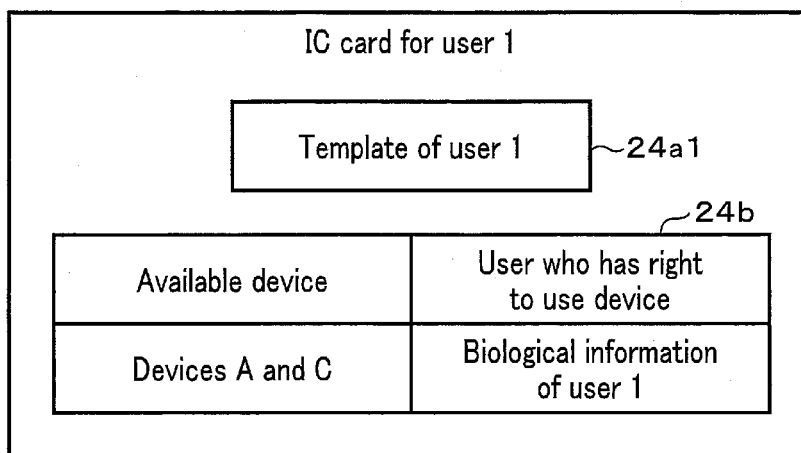 IC card for user 1
Template of user 1
24a1
24b
Available device
User who has right
to use device
Devices A and C
Biological information
of user 1